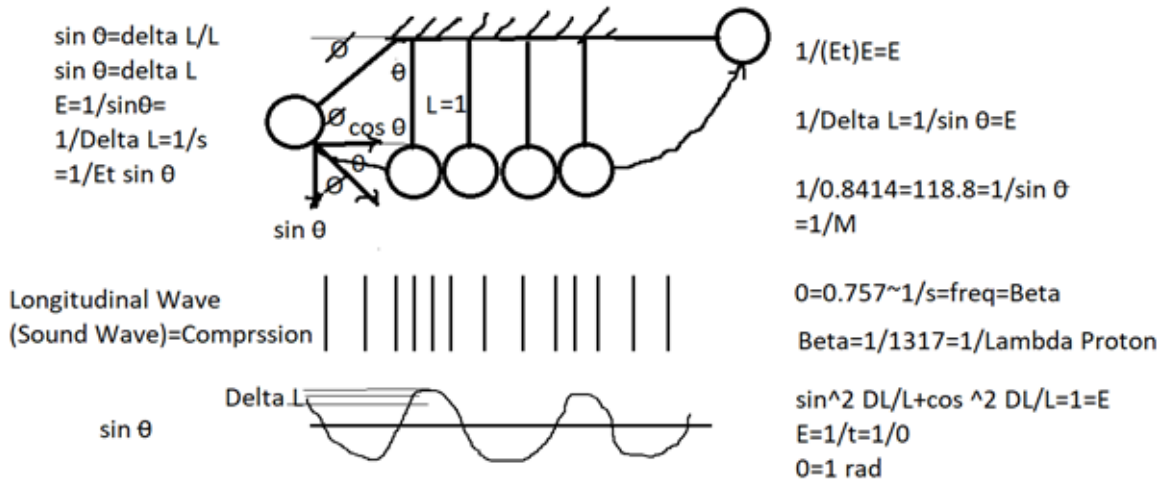 sin θ=delta L/L
sin θ=delta L
E=1/sinθ=
1/Delta L=1/s
=1/Et sin θ
Ø
θ
Ø
L=1
cos θ
θ
Ø
sin θ
1/(Et)E=E
1/Delta L=1/sin θ=E
1/0.8414=118.8=1/sin θ
=1/M
Longitudinal Wave
(Sound Wave)=Comprssion
0=0.757~1/s=freq=Beta
Beta=1/1317=1/Lambda Proton
Delta L
sin θ
sin^2 DL/L+cos ^2 DL/L=1=E
E=1/t=1/0
0=1 rad